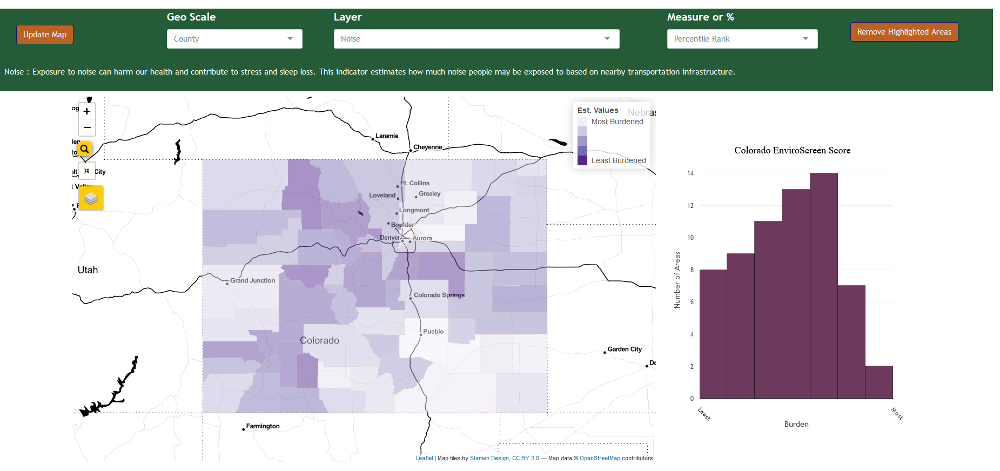 Geo Scale
Layer
Measure or %
Update Map
County
Noise
Percentile Rank
Remove Highlighted Areas
Noise : Exposure to noise can harm our health and contribute to stress and sleep loss. This indicator estimates how much noise people may be exposed to based on nearby transportation infrastructure.
+
−
City
Utah
Laramie
Cheyenne
Est. Values
Most Burdened
Least Burdened
Nebras
Ft. Collins
Loveland
Greeley
Longmont
Boulder
Denver
Aurora
Grand Junction
Colorado Springs
Pueblo
Colorado
Garden City
Farmington
Leaflet | Map tiles by Stamen Design, CC BY 3.0 — Map data © OpenStreetMap contributors
Colorado EnviroScreen Score
Number of Areas
14
12
10
8
6
4
2
0
Least
Most
Burden